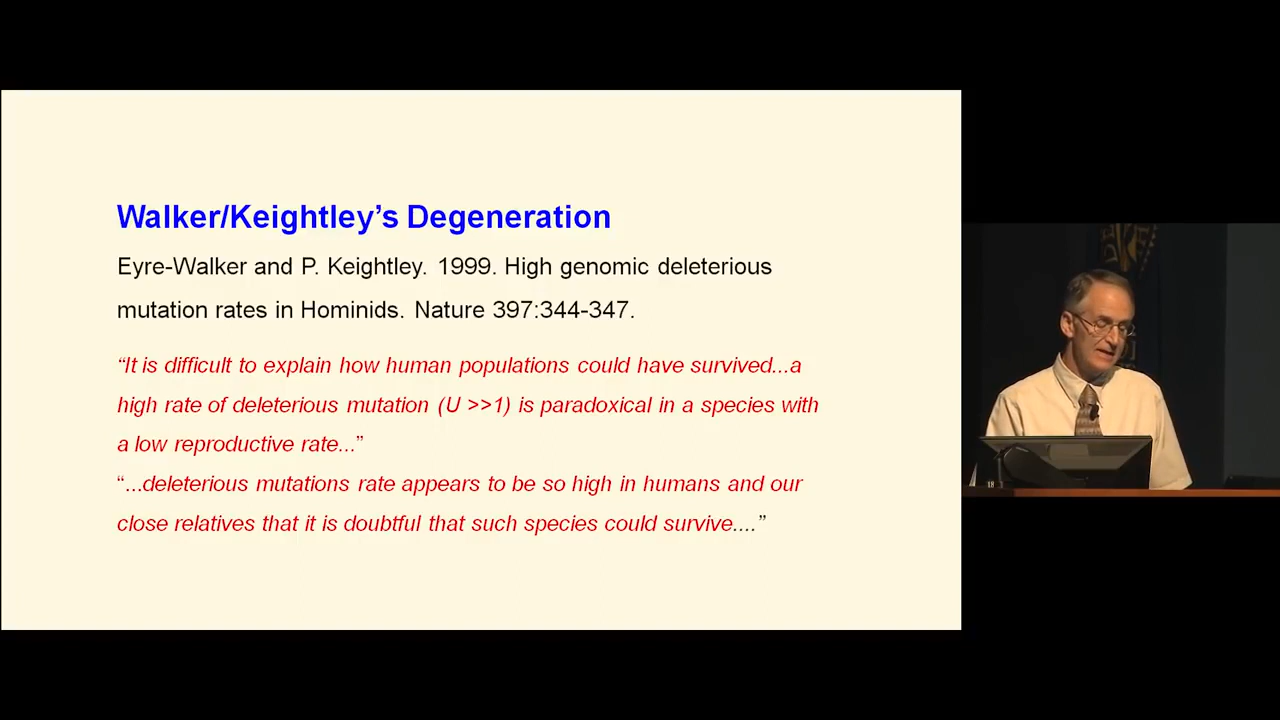 Walker/Keightley’s Degeneration
Eyre-Walker and P. Keightley. 1999. High genomic deleterious
mutation rates in Hominids. Nature 397:344-347.
“It is difficult to explain how human populations could have survived...a
high rate of deleterious mutation (U >>1) is paradoxical in a species with
a low reproductive rate...”
“...deleterious mutations rate appears to be so high in humans and our
close relatives that it is doubtful that such species could survive....”